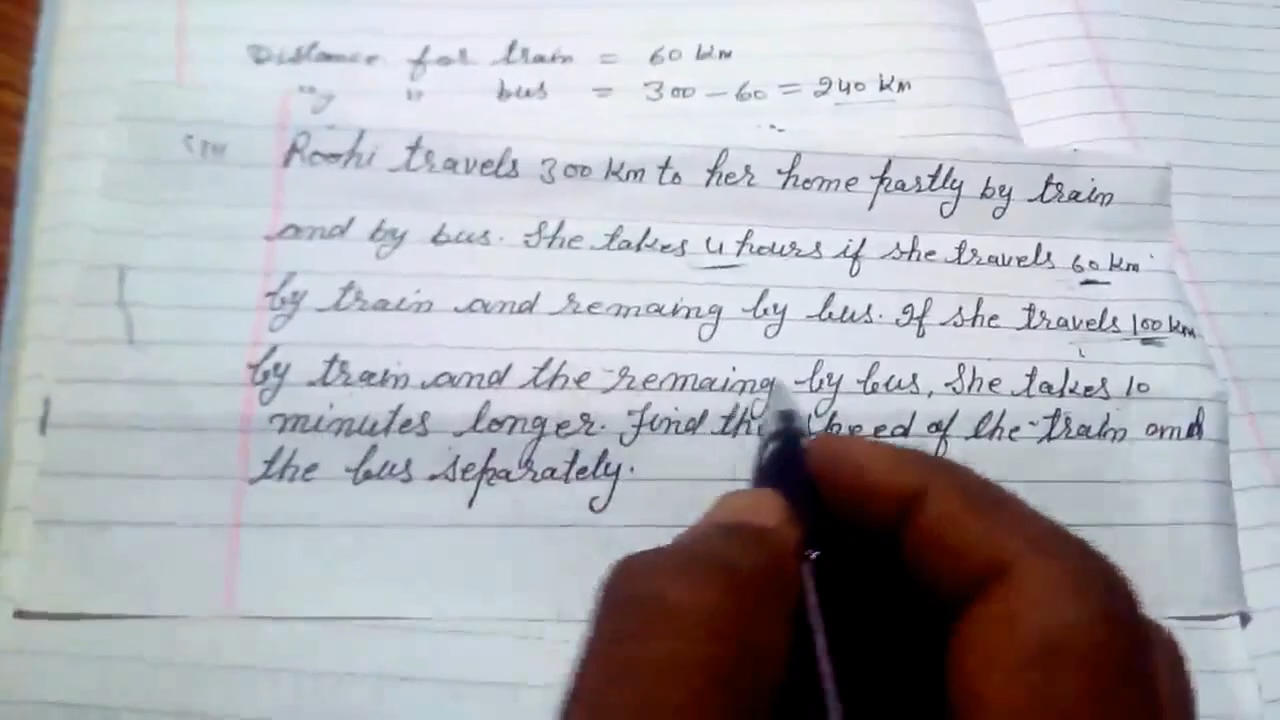 Distance for train = 60 km
" " bus = 300 - 60 = 240 km
Roohi travels 300 Km to her home partly by train
and by bus. She takes 4 hours if she travels 60 km
by train and remaing by bus. If she travels 100 km
by train and the remaing by bus, She takes 10
minutes longer. Find the speed of the train and
the bus separately.